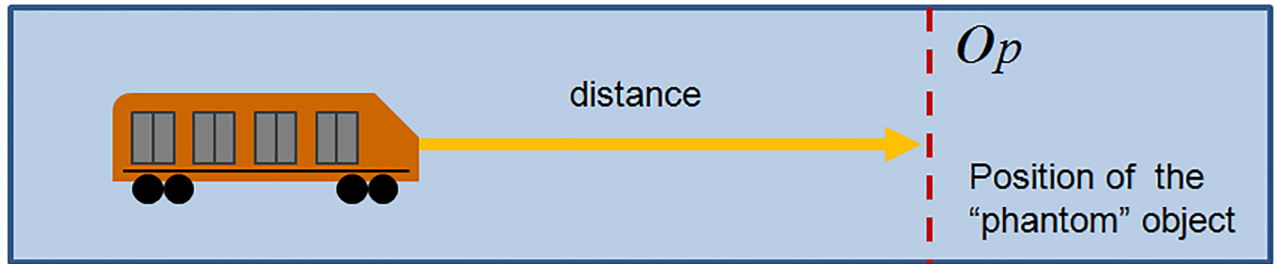 Op
distance
Position of the
“phantom” object